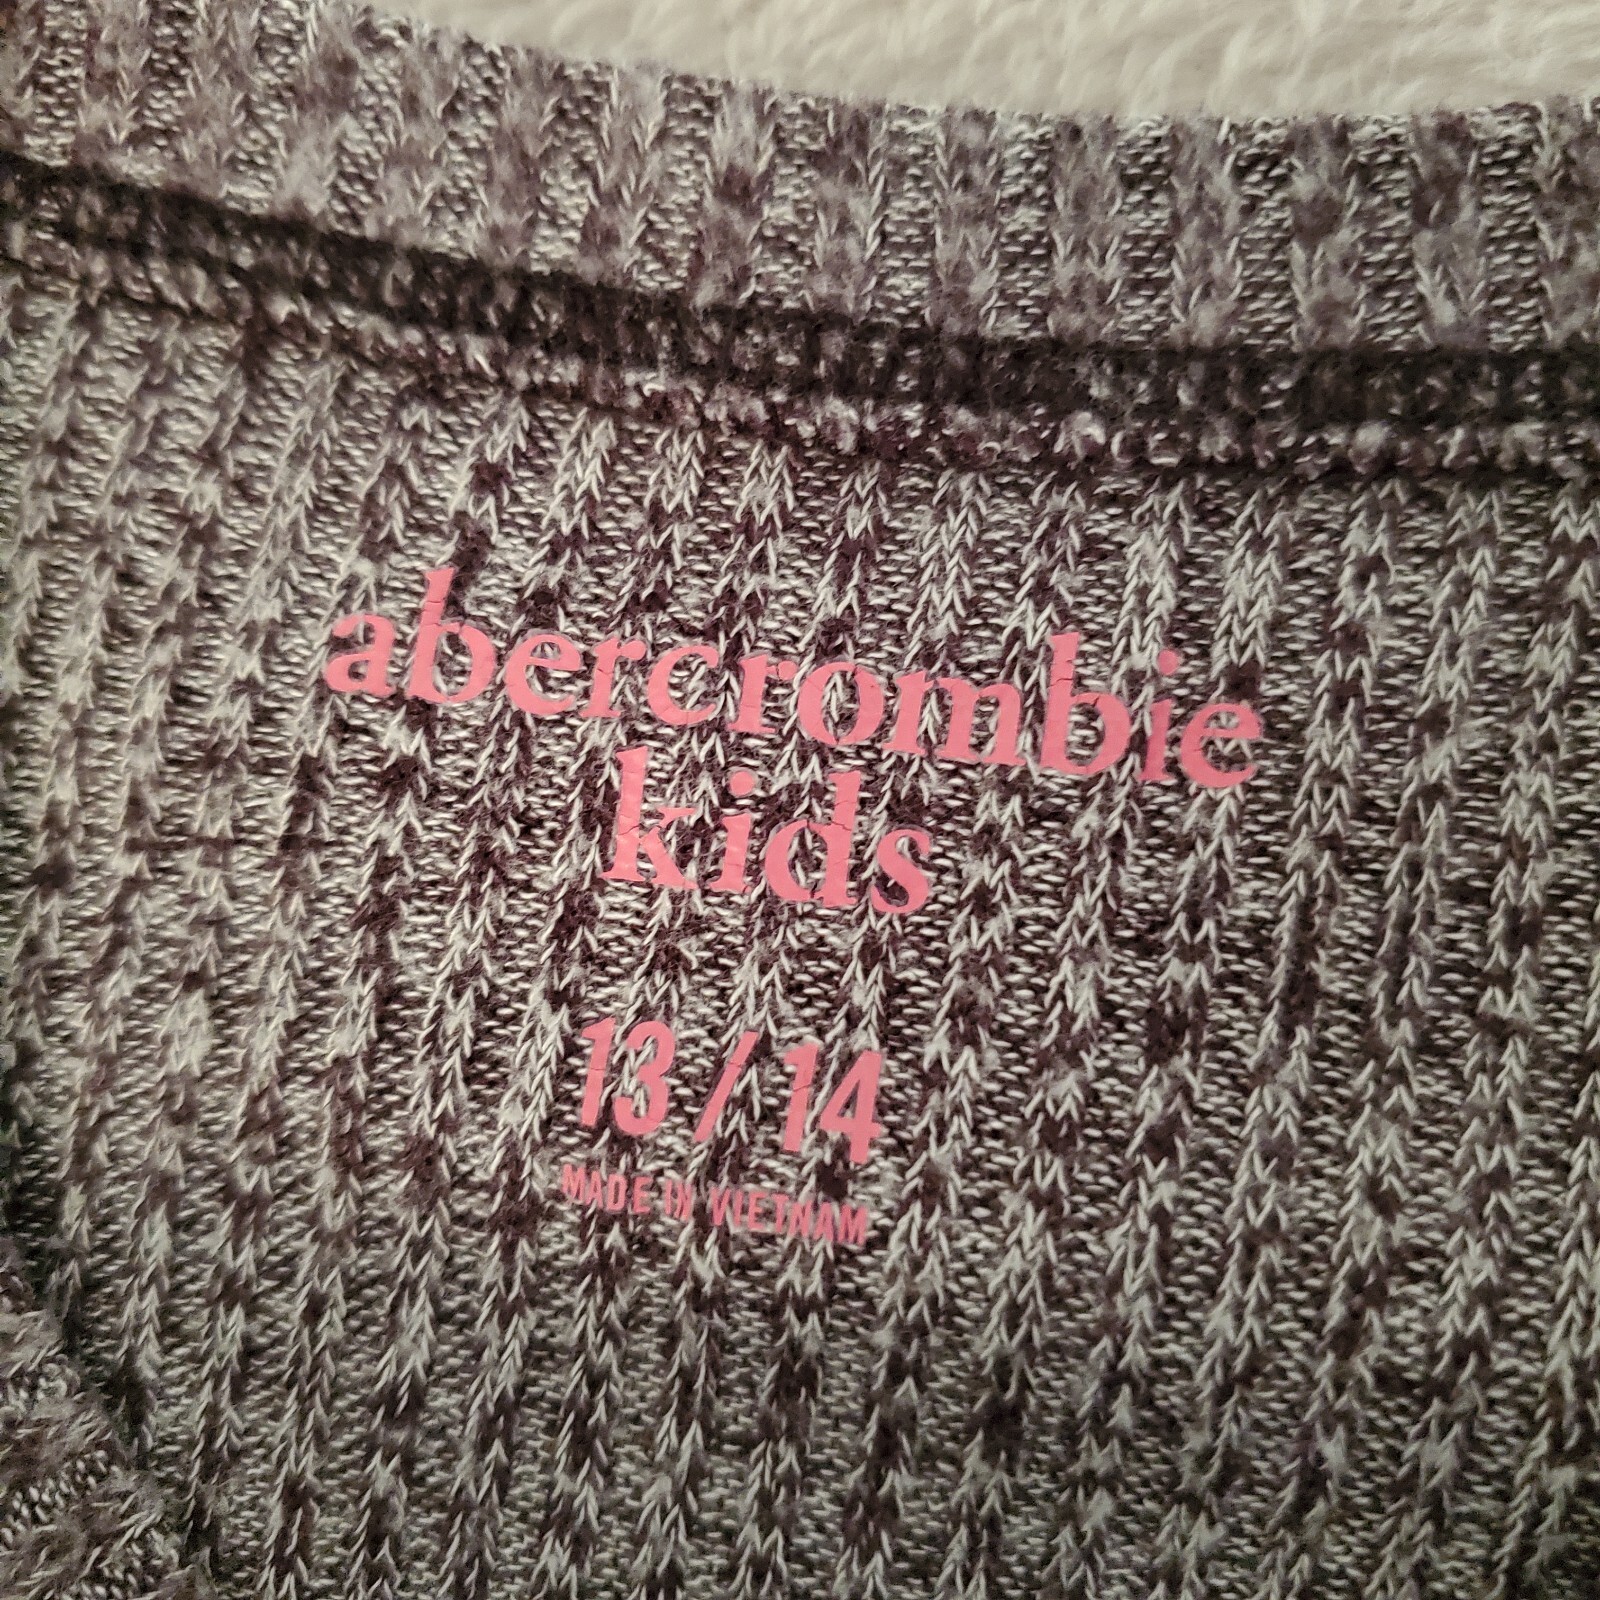 abercrombie
kids
13 / 14
MADE IN VIETNAM